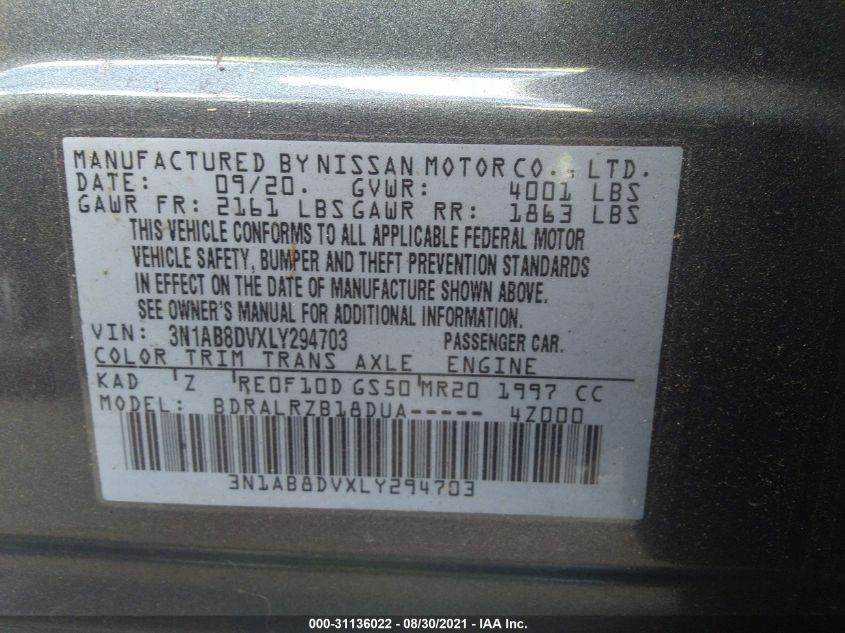 MANUFACTURED BY NISSAN MOTOR CO., LTD.
DATE: 09/20. GVWR: 4001 LBS
GAWR FR: 2161 LBS GAWR RR: 1863 LBS
THIS VEHICLE CONFORMS TO ALL APPLICABLE FEDERAL MOTOR
VEHICLE SAFETY, BUMPER AND THEFT PREVENTION STANDARDS
IN EFFECT ON THE DATE OF MANUFACTURE SHOWN ABOVE.
SEE OWNER'S MANUAL FOR ADDITIONAL INFORMATION.
VIN: 3N1AB8DVXLY294703 PASSENGER CAR.
COLOR TRIM TRANS AXLE ENGINE
KAD Z RE0F10D GS50 MR20 1997 CC
MODEL: BDRALRZB18DUA----- 4Z000
3N1AB8DVXLY294703
000-31136022 - 08/30/2021 - IAA Inc.